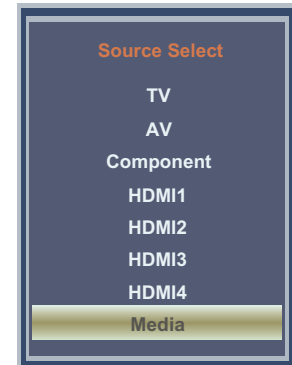 Source Select
TV
AV
Component
HDMI1
HDMI2
HDMI3
HDMI4
Media